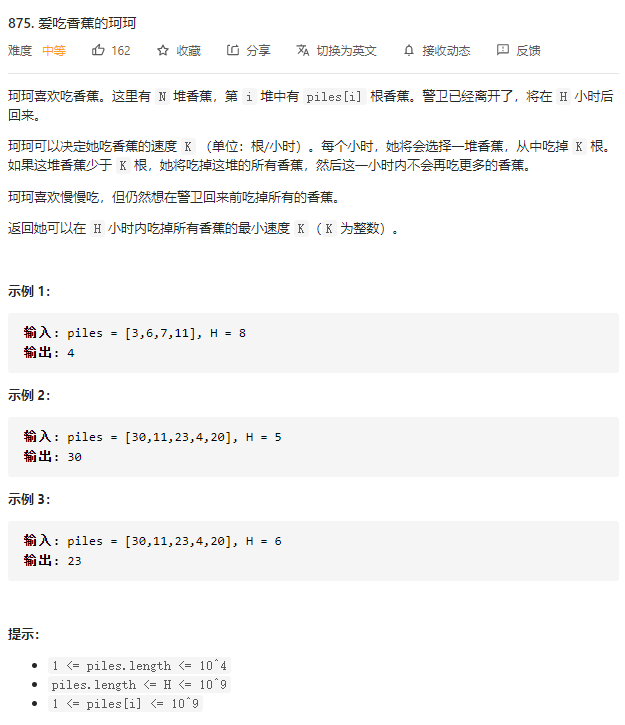 875. 爱吃香蕉的珂珂
难度 中等 162 收藏 分享 切换为英文 接收动态 反馈
珂珂喜欢吃香蕉。这里有 N 堆香蕉，第 i 堆中有 piles[i] 根香蕉。警卫已经离开了，将在 H 小时后
回来。
珂珂可以决定她吃香蕉的速度 K （单位：根/小时）。每个小时，她将会选择一堆香蕉，从中吃掉 K 根。
如果这堆香蕉少于 K 根，她将吃掉这堆的所有香蕉，然后这一小时内不会再吃更多的香蕉。
珂珂喜欢慢慢吃，但仍然想在警卫回来前吃掉所有的香蕉。
返回她可以在 H 小时内吃掉所有香蕉的最小速度 K（K 为整数）。
示例 1：
输入: piles = [3,6,7,11], H = 8
输出: 4
示例 2：
输入: piles = [30,11,23,4,20], H = 5
输出: 30
示例 3：
输入: piles = [30,11,23,4,20], H = 6
输出: 23
提示：
• 1 <= piles.length <= 10^4
• piles.length <= H <= 10^9
• 1 <= piles[i] <= 10^9